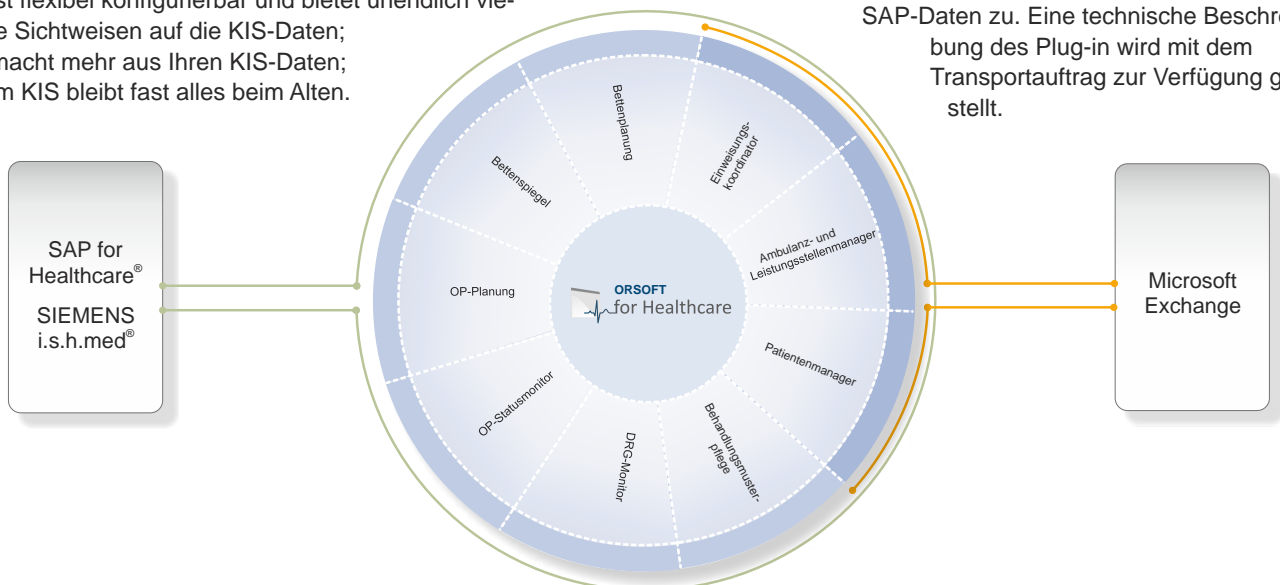 st flexibel konfigurierbar und bietet unendlich vie-
e Sichtweisen auf die KIS-Daten;
macht mehr aus Ihren KIS-Daten;
m KIS bleibt fast alles beim Alten.
SAP-Daten zu. Eine technische Beschre
bung des Plug-in wird mit dem
Transportauftrag zur Verfügung g
stellt.
SAP for
Healthcare®
SIEMENS
i.s.h.med®
Bettenplanung
Einweisungs-
koordinator
Bettenspiegel
Ambulanz- und
Leistungsstellenmanager
OP-Planung
ORSOFT
for Healthcare
Patientenmanager
OP-Statusmonitor
DRG-Monitor
Behandlungsmuster-
pflege
Microsoft
Exchange